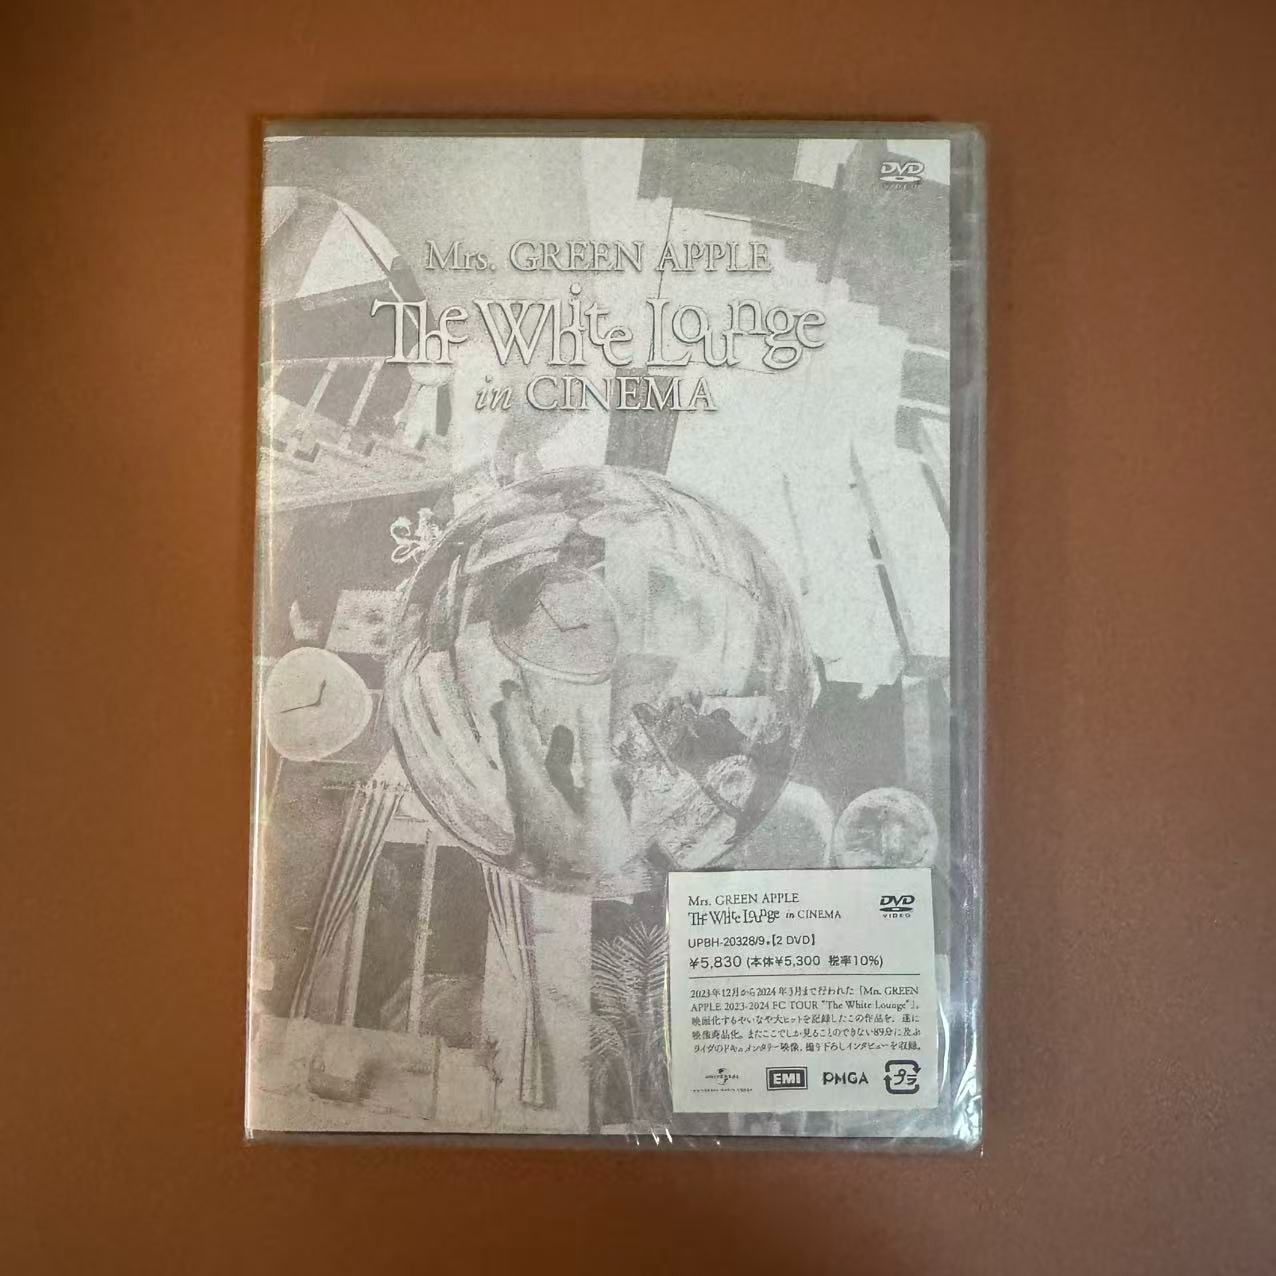 DVD
VIDEO
Mrs. GREEN APPLE
The White Lounge
in CINEMA
Mrs. GREEN APPLE
The White Lounge in CINEMA
DVD
VIDEO
UPBH-20328/9 【2 DVD】
¥5,830 (本体¥5,300 税率10%)
2023年12月から2024年3月まで行われた「Mrs. GREEN
APPLE 2023-2024 FC TOUR "The White Lounge"」。
映画化するやいなや大ヒットを記録したこの作品を、遂に
映像商品化。またここでしか見ることのできない89分に及ぶ
ライヴのドキュメンタリー映像、撮り下ろしインタビューを収録。
UNIVERSAL
EMI
PMGA
プラ